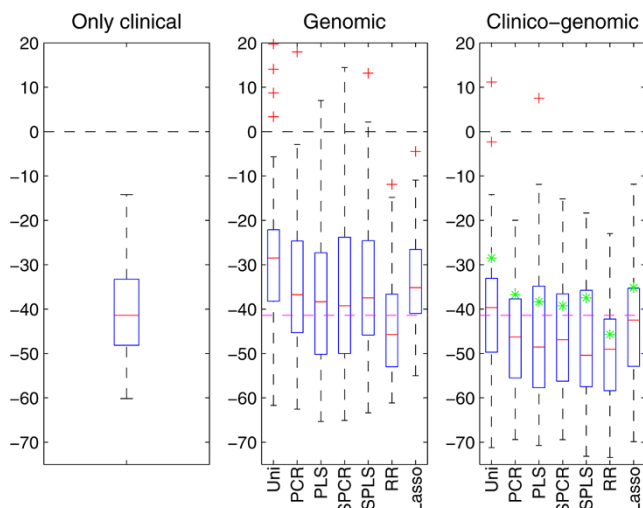 Only clinical
Genomic
Clinico-genomic
20
10
0
−10
−20
−30
−40
−50
−60
−70
20
10
0
−10
−20
−30
−40
−50
−60
−70
20
10
0
−10
−20
−30
−40
−50
−60
−70
Uni
PCR
PLS
SPCR
SPLS
RR
Lasso
Uni
PCR
PLS
SPCR
SPLS
RR
Lasso